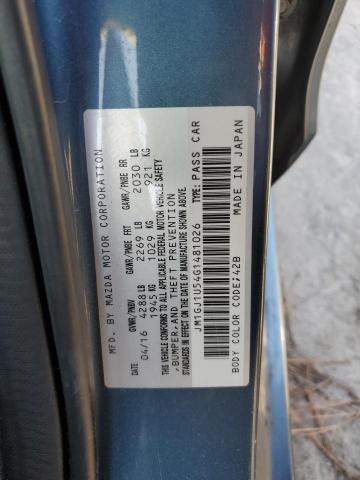 MFD. BY MAZDA MOTOR CORPORATION
GVWR/PNBV GAWR/PNBE FRT GAWR/PNBE RR
DATE
04/16 4288 LB 2269 LB 2030 LB
1945 KG 1029 KG 921 KG
THIS VEHICLE CONFORMS TO ALL APPLICABLE FEDERAL MOTOR VEHICLE SAFETY
,BUMPER,AND THEFT PREVENTION
STANDARDS IN EFFECT ON THE DATE OF MANUFACTURE SHOWN ABOVE.
JM1GJ1U54G1481026 PASS CAR
BODY COLOR CODE;42B MADE IN JAPAN